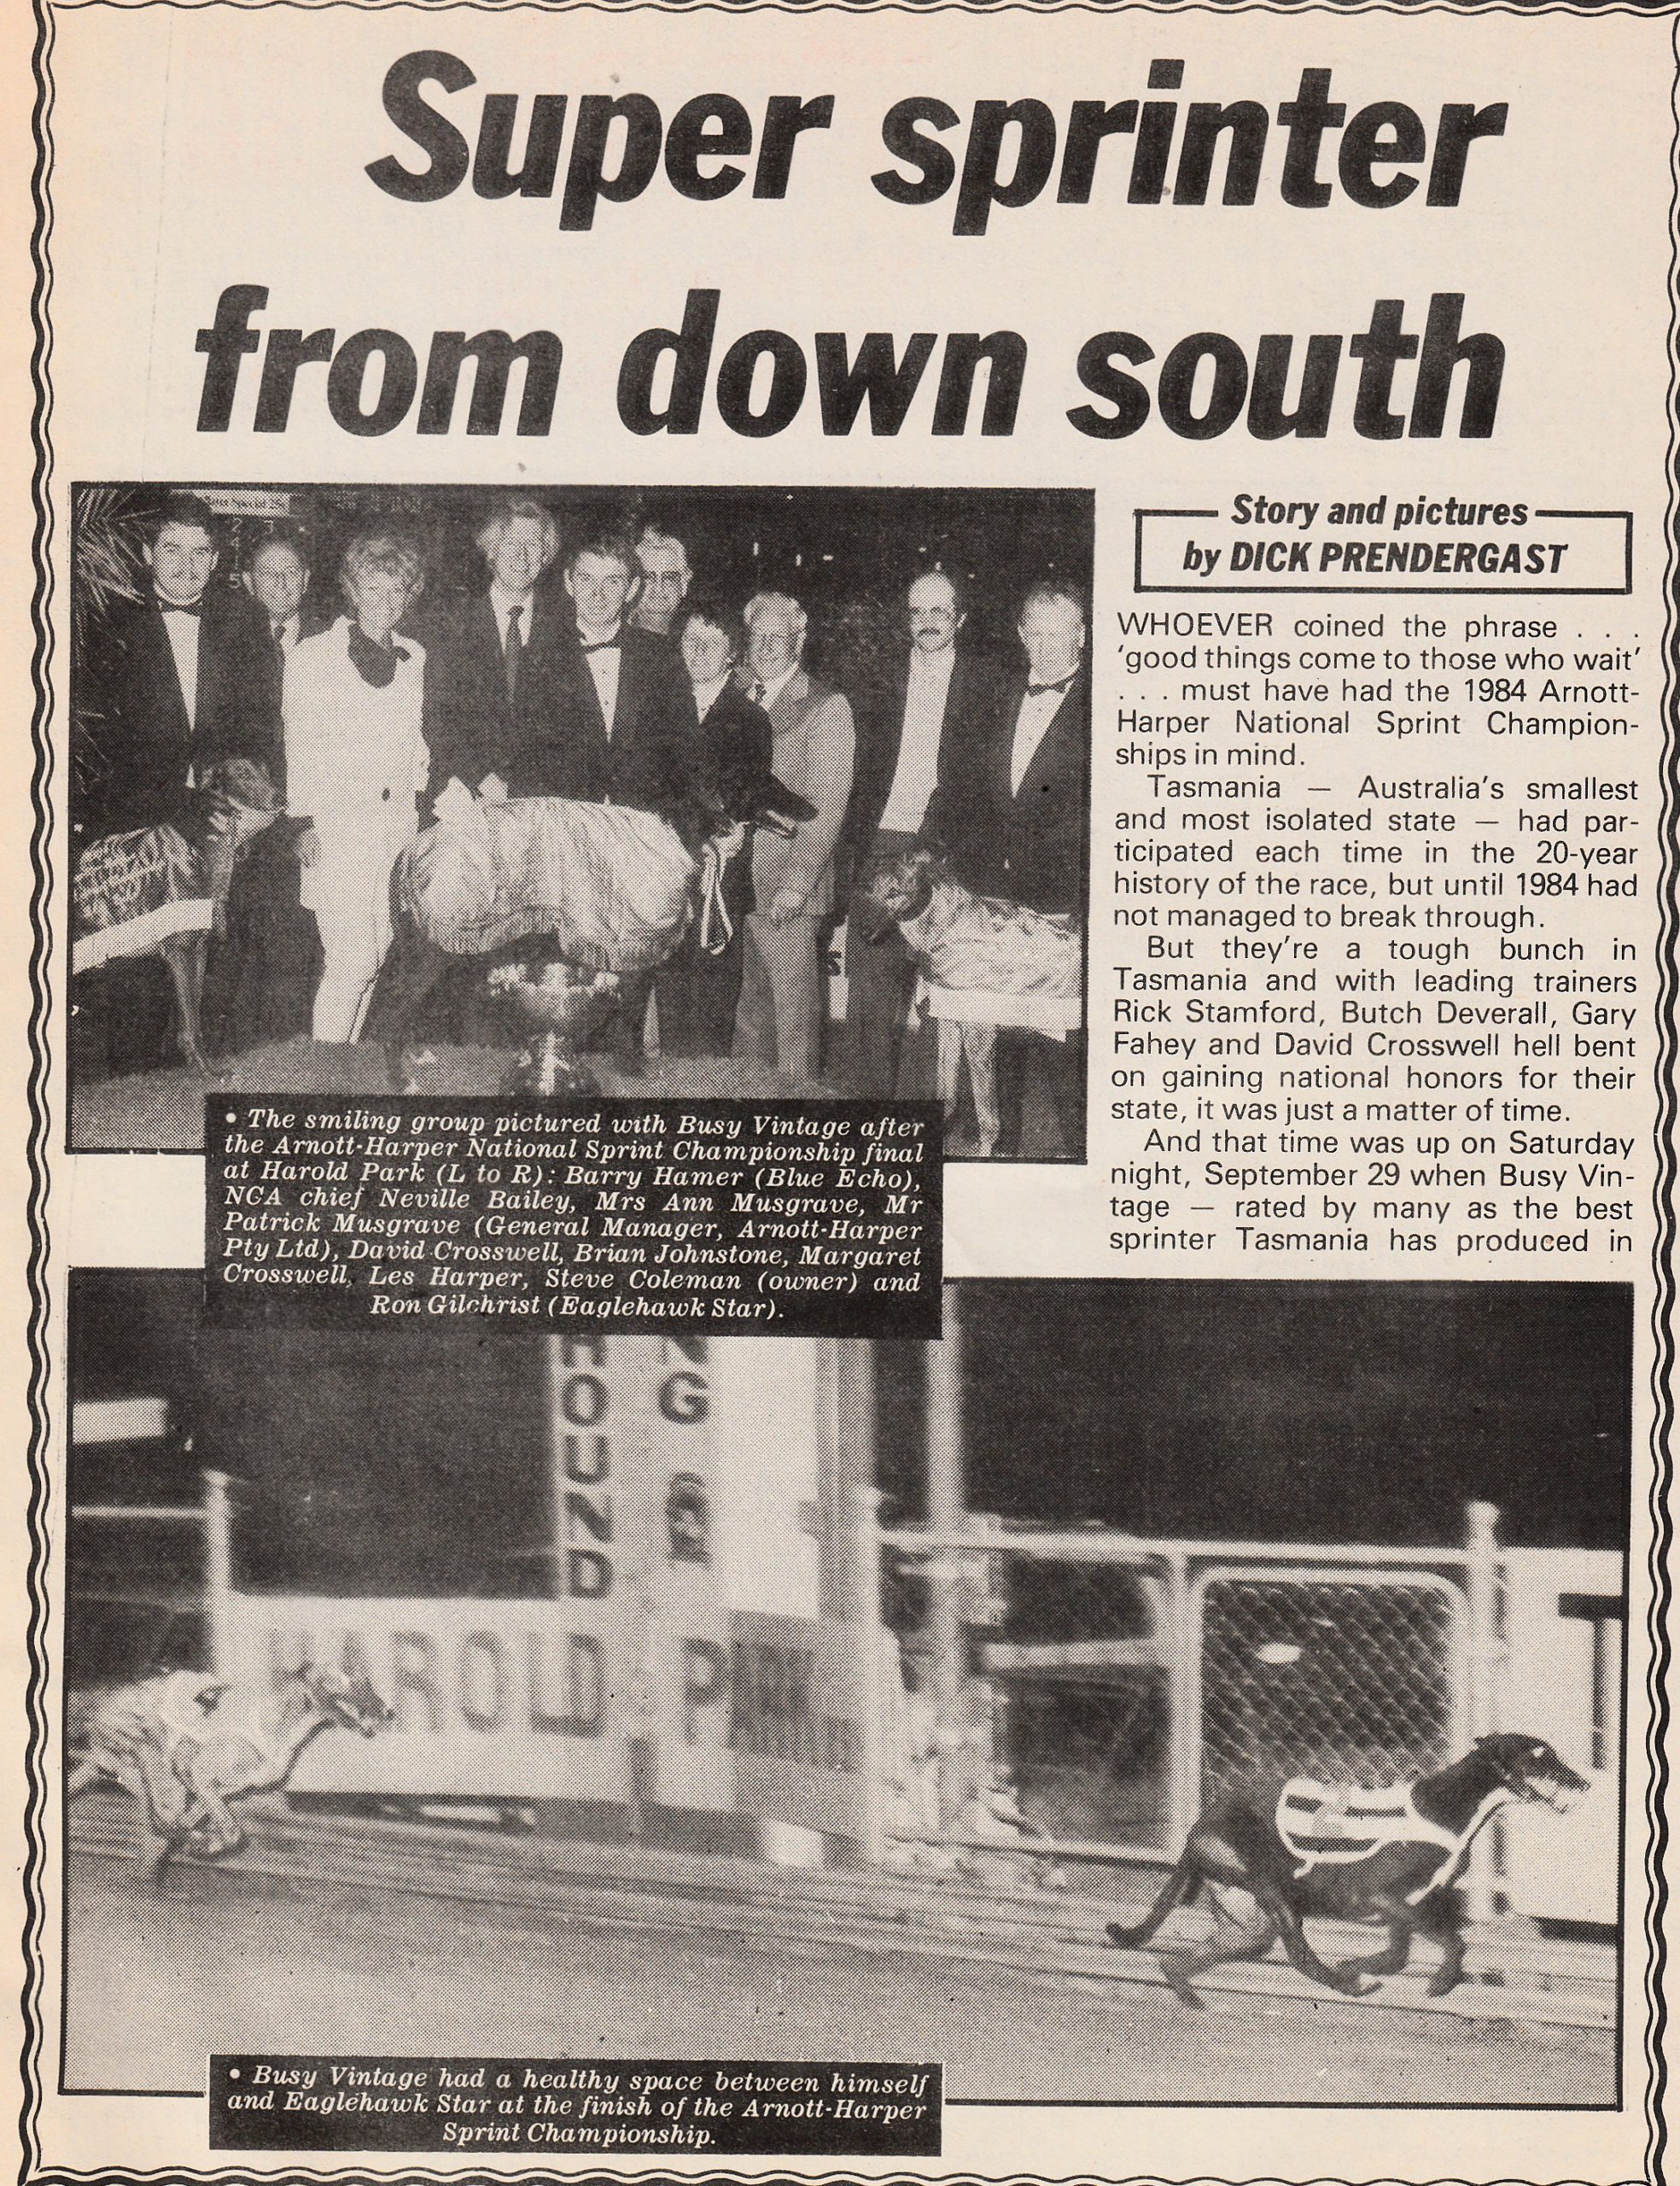 Super sprinter
from down south
Story and pictures
by DICK PRENDERGAST
WHOEVER coined the phrase . . .
‘good things come to those who wait’
. . . must have had the 1984 Arnott-
Harper National Sprint Champion-
ships in mind.
Tasmania — Australia’s smallest
and most isolated state — had par-
ticipated each time in the 20-year
history of the race, but until 1984 had
not managed to break through.
But they’re a tough bunch in
Tasmania and with leading trainers
Rick Stamford, Butch Deverall, Gary
Fahey and David Crosswell hell bent
on gaining national honors for their
state, it was just a matter of time.
And that time was up on Saturday
night, September 29 when Busy Vin-
tage — rated by many as the best
sprinter Tasmania has produced in
• The smiling group pictured with Busy Vintage after
the Arnott-Harper National Sprint Championship final
at Harold Park (L to R): Barry Hamer (Blue Echo),
NCA chief Neville Bailey, Mrs Ann Musgrave, Mr
Patrick Musgrave (General Manager, Arnott-Harper
Pty Ltd), David Crosswell, Brian Johnstone, Margaret
Crosswell, Les Harper, Steve Coleman (owner) and
Ron Gilchrist (Eaglehawk Star).
OUND
NG
HAROLD P
• Busy Vintage had a healthy space between himself
and Eaglehawk Star at the finish of the Arnott-Harper
Sprint Championship.